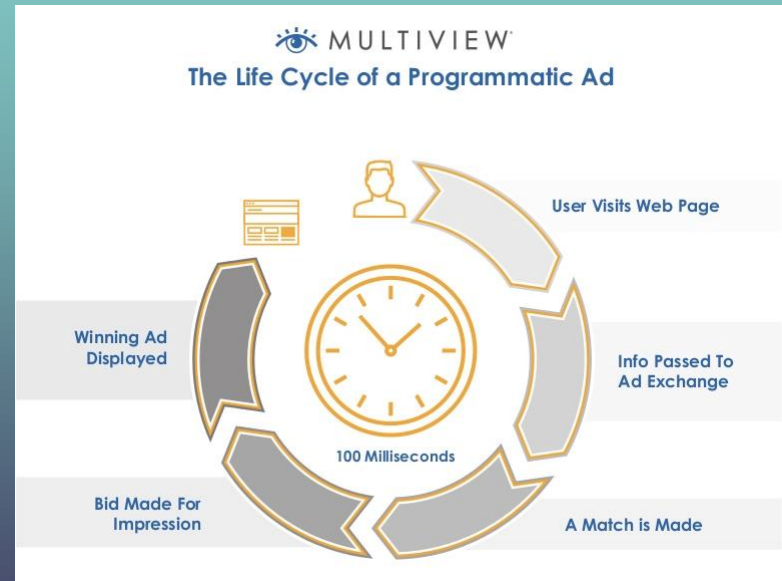 MULTIVIEW
The Life Cycle of a Programmatic Ad
User Visits Web Page
Info Passed To
Ad Exchange
A Match is Made
Bid Made For
Impression
Winning Ad
Displayed
100 Milliseconds